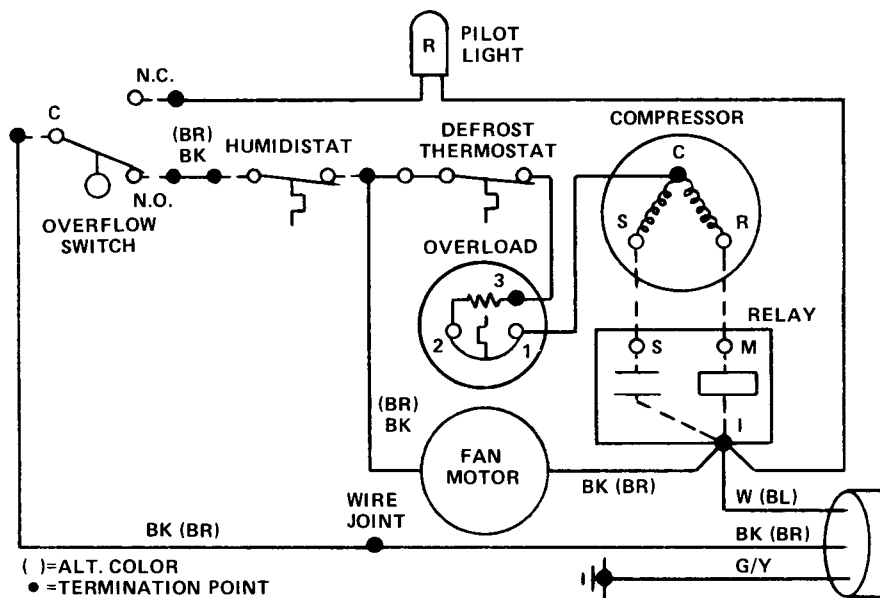 PILOT
LIGHT
R
N.C.
C
(BR)
BK
HUMIDISTAT
DEFROST
THERMOSTAT
COMPRESSOR
C
S
R
N.O.
OVERFLOW
SWITCH
OVERLOAD
3
2
1
RELAY
S
M
I
(BR)
BK
FAN
MOTOR
BK (BR)
W (BL)
WIRE
JOINT
BK (BR)
BK (BR)
G/Y
( )=ALT. COLOR
● =TERMINATION POINT